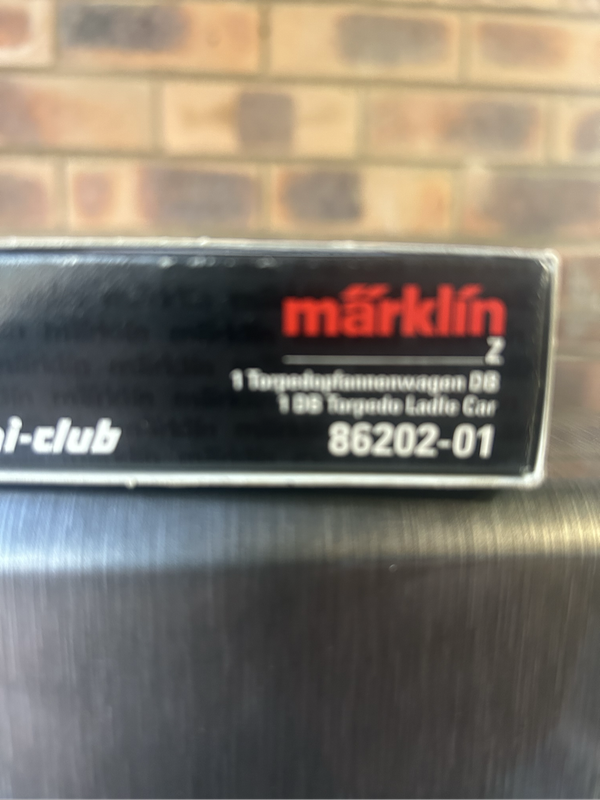 märklin
Z
1 Torpedopfannenwagen DB
1 DB Torpedo Ladle Car
i-club
86202-01